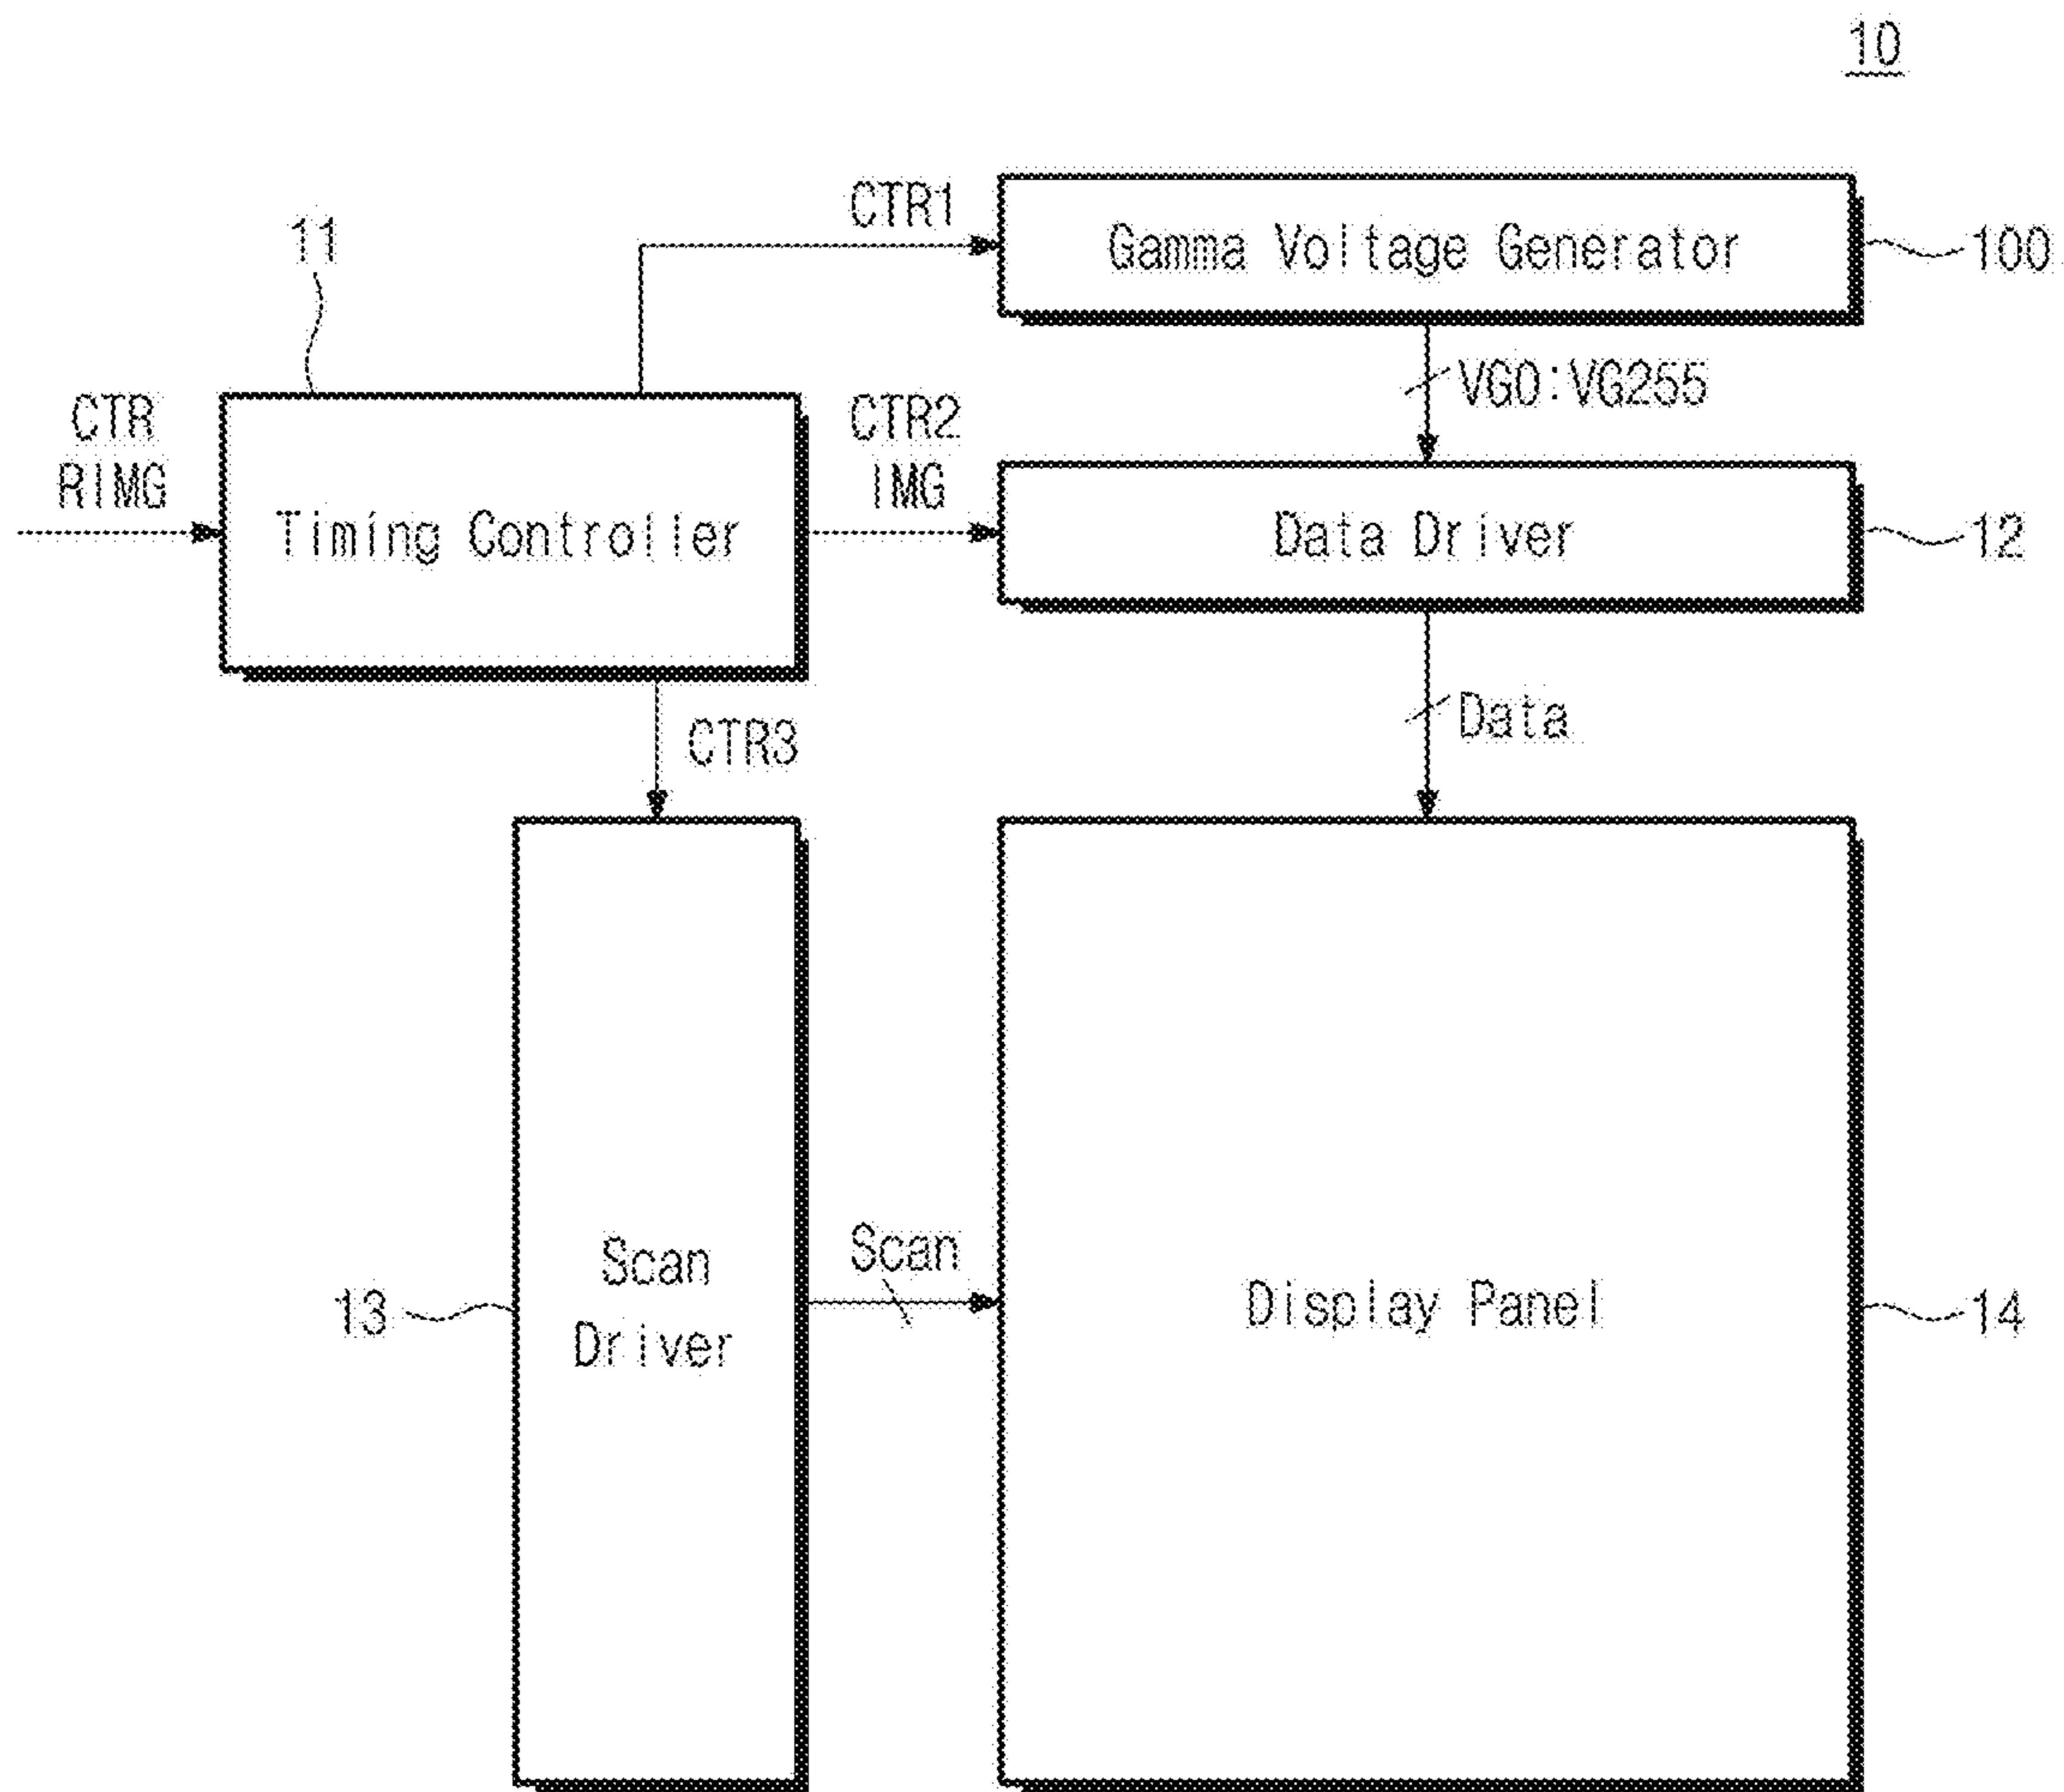 10
CTR1
Gamma Voltage Generator
100
11
VG0:VG255
CTR
RIMG
CTR2
IMG
Timing Controller
Data Driver
12
CTR3
Data
Scan
Driver
13
Scan
Display Panel
14